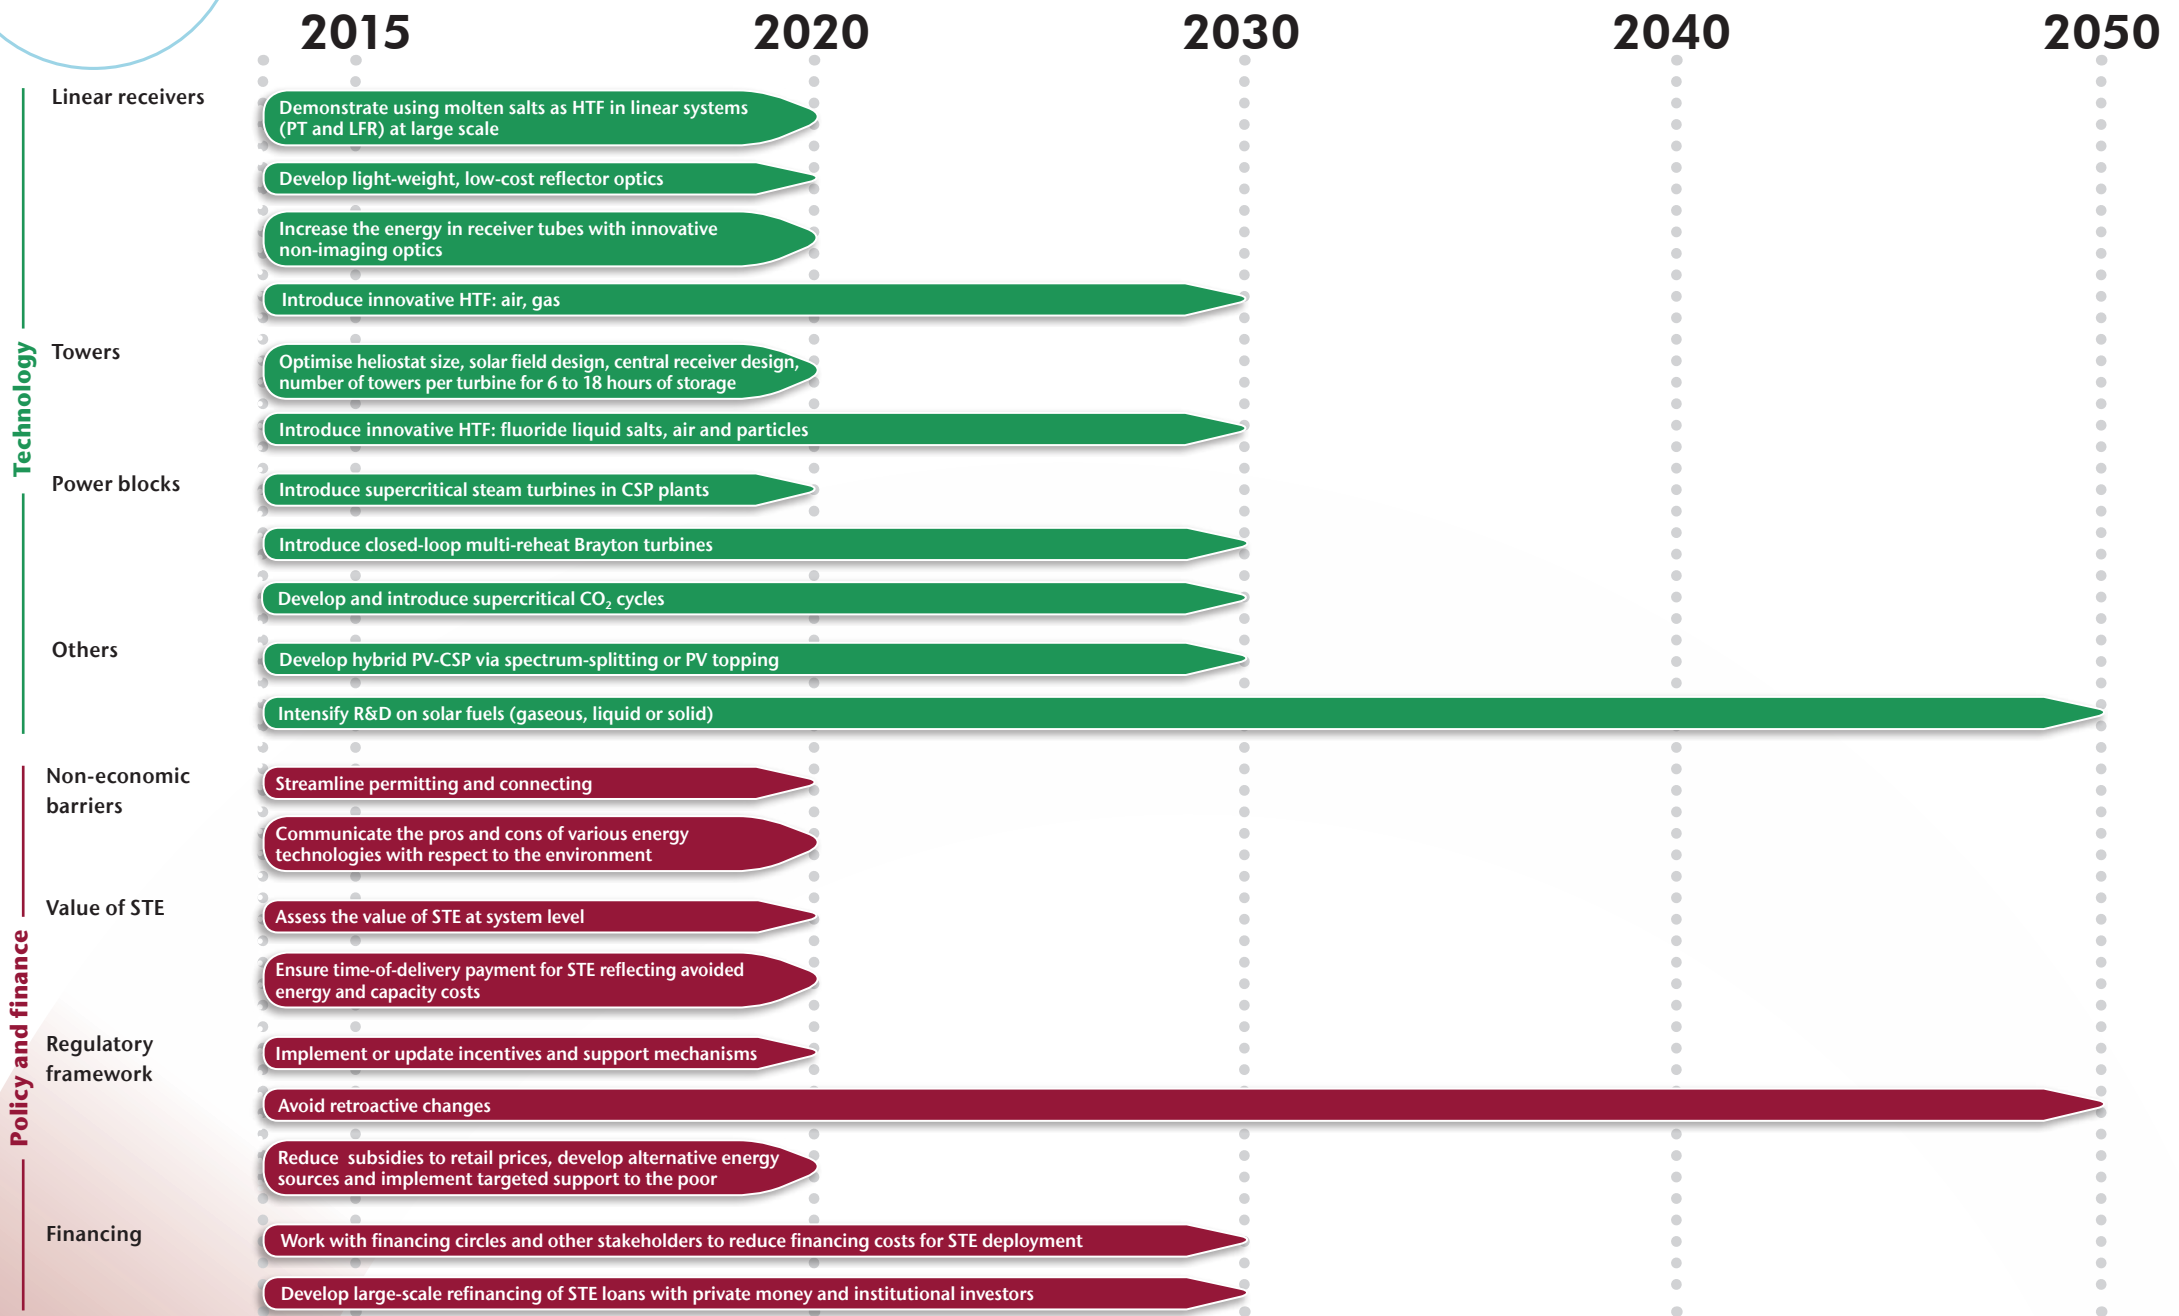 2015 2020 2030 2040 2050
Technology
Linear receivers
Demonstrate using molten salts as HTF in linear systems
(PT and LFR) at large scale
Develop light-weight, low-cost reflector optics
Increase the energy in receiver tubes with innovative
non-imaging optics
Introduce innovative HTF: air, gas
Towers
Optimise heliostat size, solar field design, central receiver design,
number of towers per turbine for 6 to 18 hours of storage
Introduce innovative HTF: fluoride liquid salts, air and particles
Power blocks
Introduce supercritical steam turbines in CSP plants
Introduce closed-loop multi-reheat Brayton turbines
Develop and introduce supercritical CO₂ cycles
Others
Develop hybrid PV-CSP via spectrum-splitting or PV topping
Intensify R&D on solar fuels (gaseous, liquid or solid)
Policy and finance
Non-economic
barriers
Streamline permitting and connecting
Communicate the pros and cons of various energy
technologies with respect to the environment
Value of STE
Assess the value of STE at system level
Ensure time-of-delivery payment for STE reflecting avoided
energy and capacity costs
Regulatory
framework
Implement or update incentives and support mechanisms
Avoid retroactive changes
Reduce subsidies to retail prices, develop alternative energy
sources and implement targeted support to the poor
Financing
Work with financing circles and other stakeholders to reduce financing costs for STE deployment
Develop large-scale refinancing of STE loans with private money and institutional investors